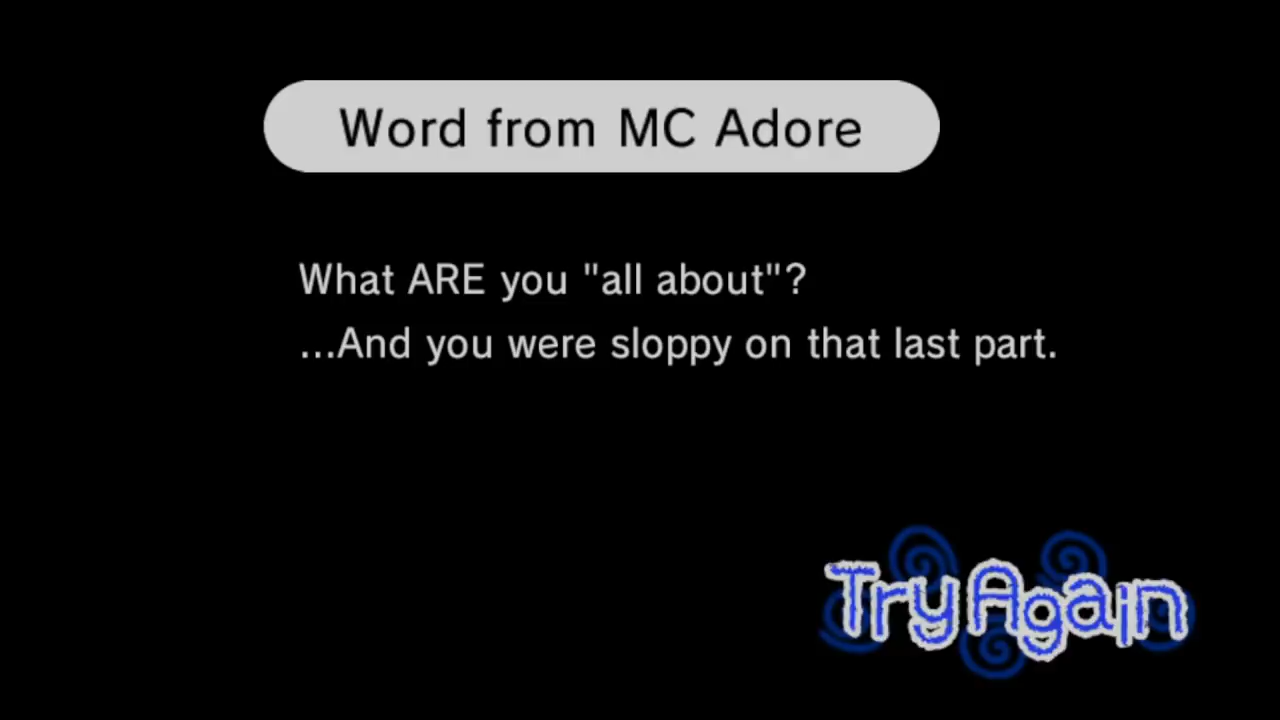 Word from MC Adore
What ARE you "all about"?
...And you were sloppy on that last part.
Try Again